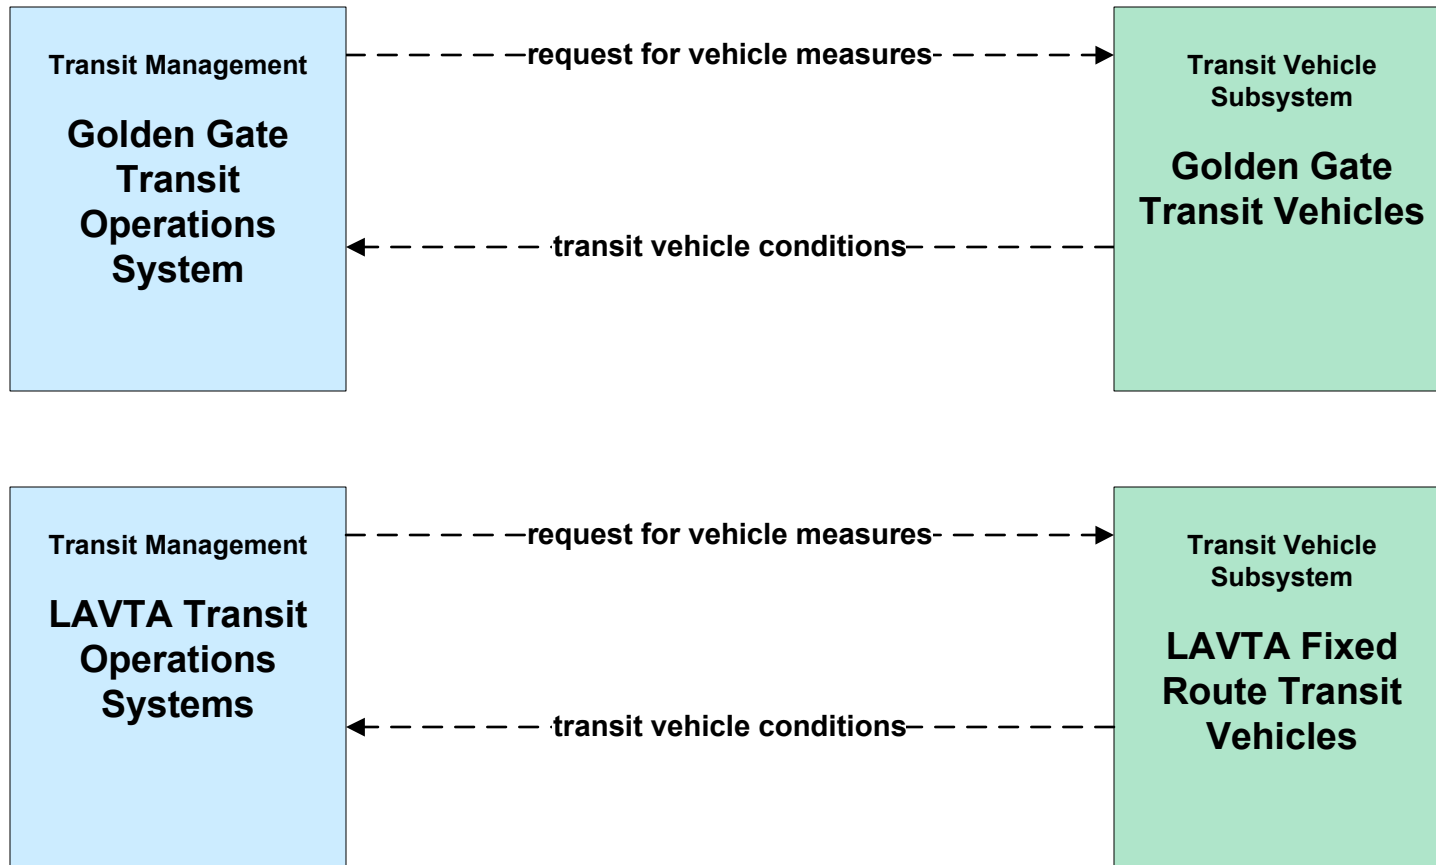 Transit Management
Golden Gate
Transit
Operations
System
request for vehicle measures
transit vehicle conditions
Transit Vehicle
Subsystem
Golden Gate
Transit Vehicles
Transit Management
LAVTA Transit
Operations
Systems
request for vehicle measures
transit vehicle conditions
Transit Vehicle
Subsystem
LAVTA Fixed
Route Transit
Vehicles